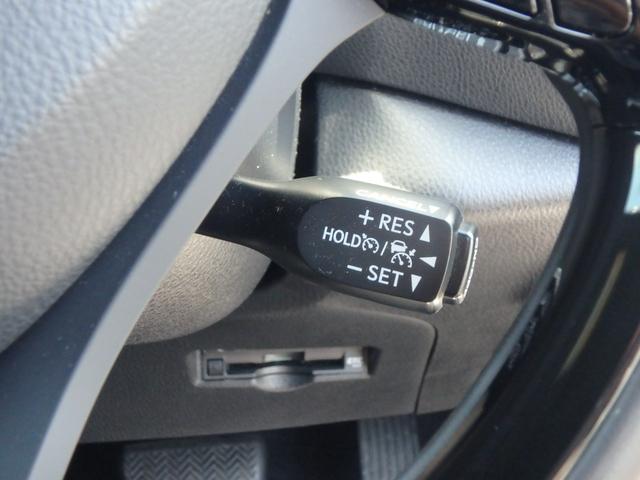 CANCEL
+ RES
HOLD /
− SET